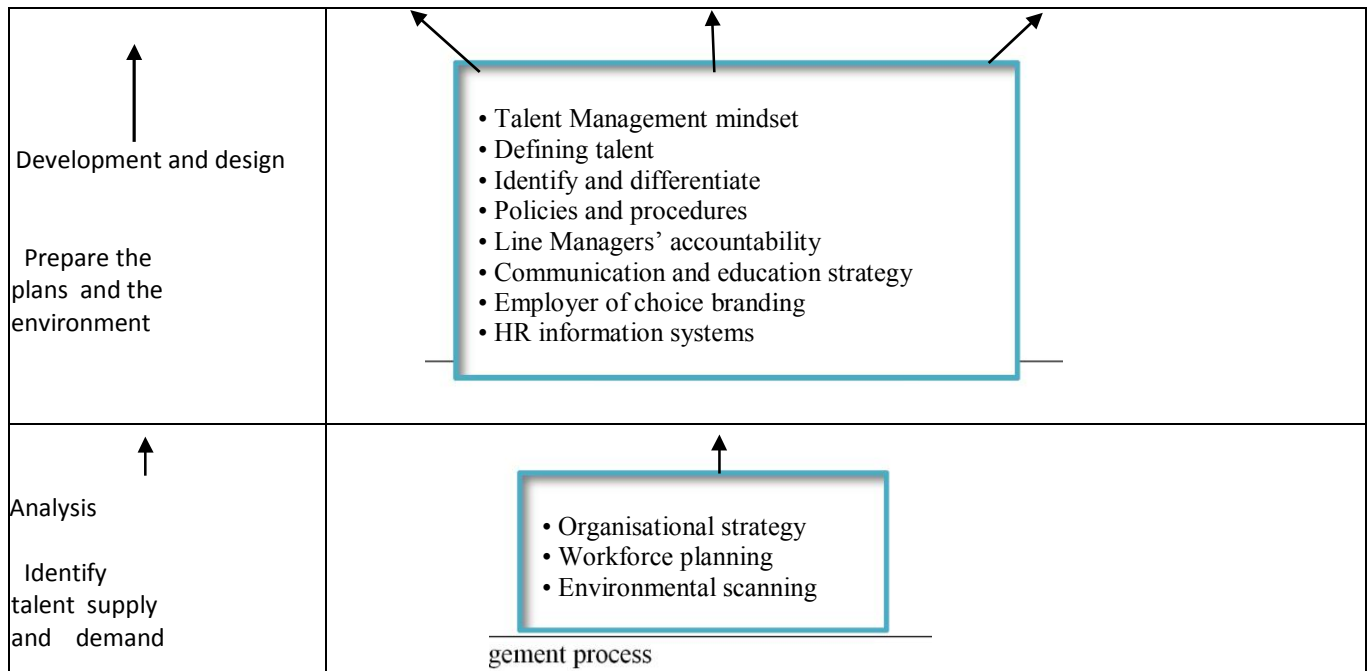 Development and design
Prepare the
plans and the
environment
• Talent Management mindset
• Defining talent
• Identify and differentiate
• Policies and procedures
• Line Managers’ accountability
• Communication and education strategy
• Employer of choice branding
• HR information systems
Analysis
Identify
talent supply
and demand
• Organisational strategy
• Workforce planning
• Environmental scanning
gement process